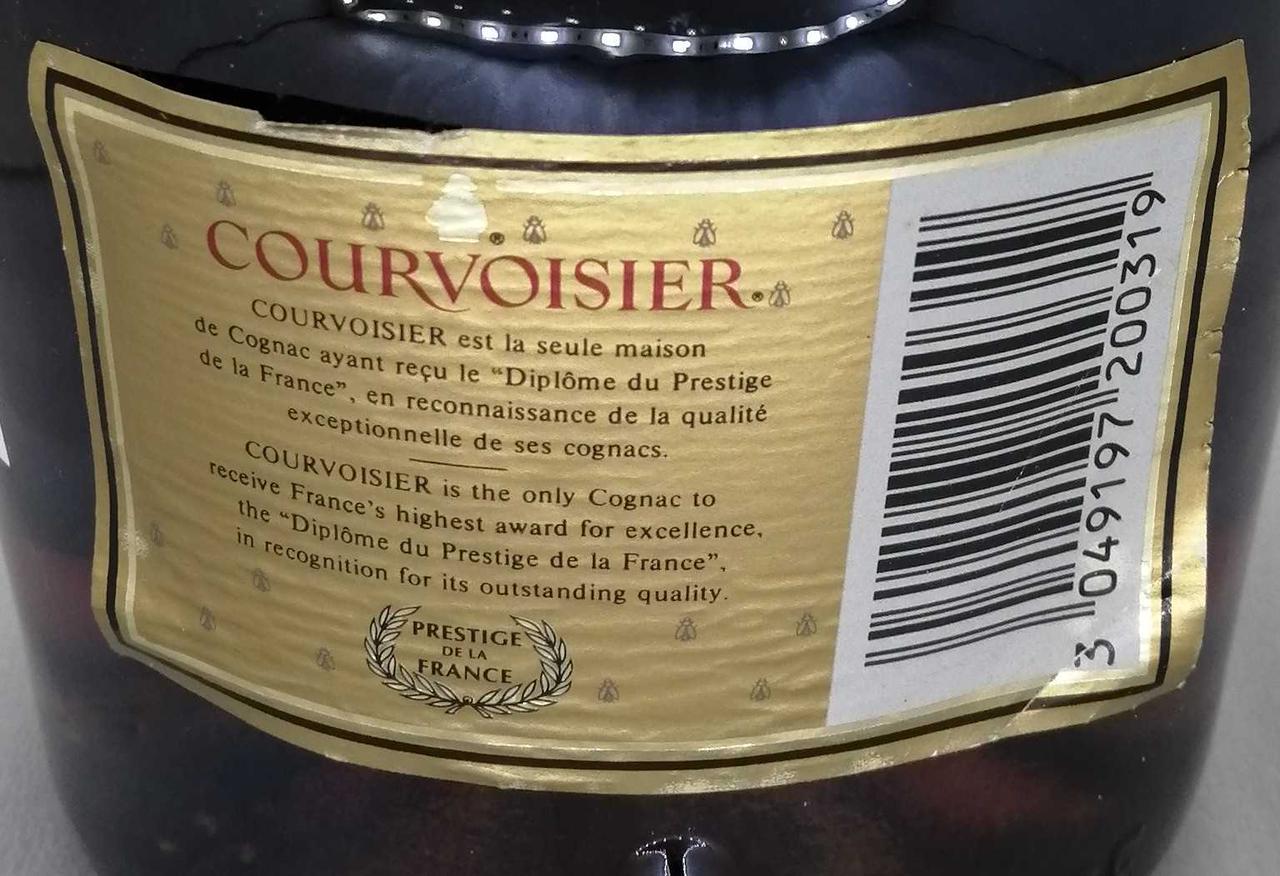 COURVOISIER®
COURVOISIER est la seule maison
de Cognac ayant reçu le “Diplôme du Prestige
de la France”, en reconnaissance de la qualité
exceptionnelle de ses cognacs.
COURVOISIER is the only Cognac to
receive France’s highest award for excellence,
the “Diplôme du Prestige de la France”,
in recognition for its outstanding quality.
PRESTIGE
DE LA
FRANCE
3 049197 200319